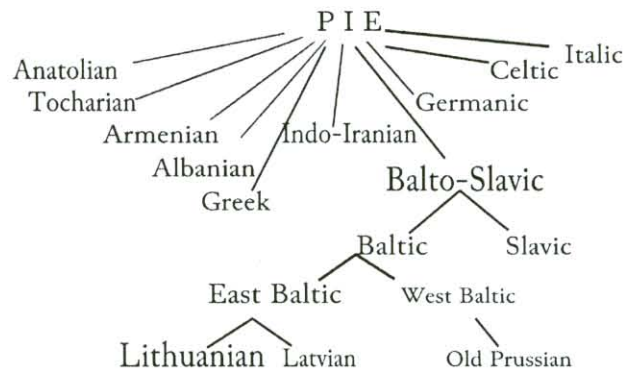 P I E
Italic
Anatolian
Celtic
Tocharian
Germanic
Armenian
Indo-Iranian
Albanian
Balto-Slavic
Greek
Baltic
Slavic
East Baltic
West Baltic
Lithuanian
Latvian
Old Prussian